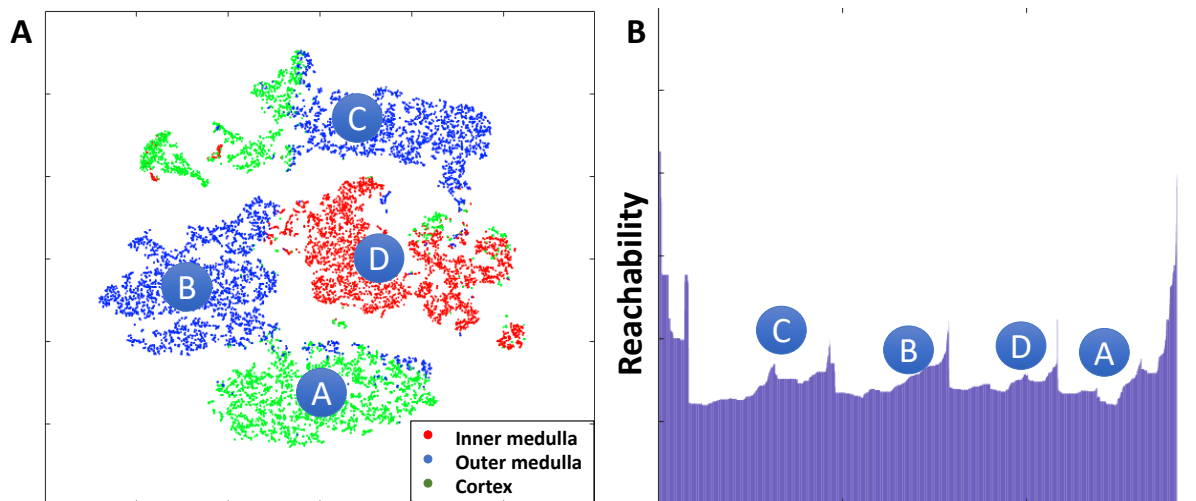 A
C
D
B
A
Inner medulla
Outer medulla
Cortex
B
Reachability
C
B
D
A